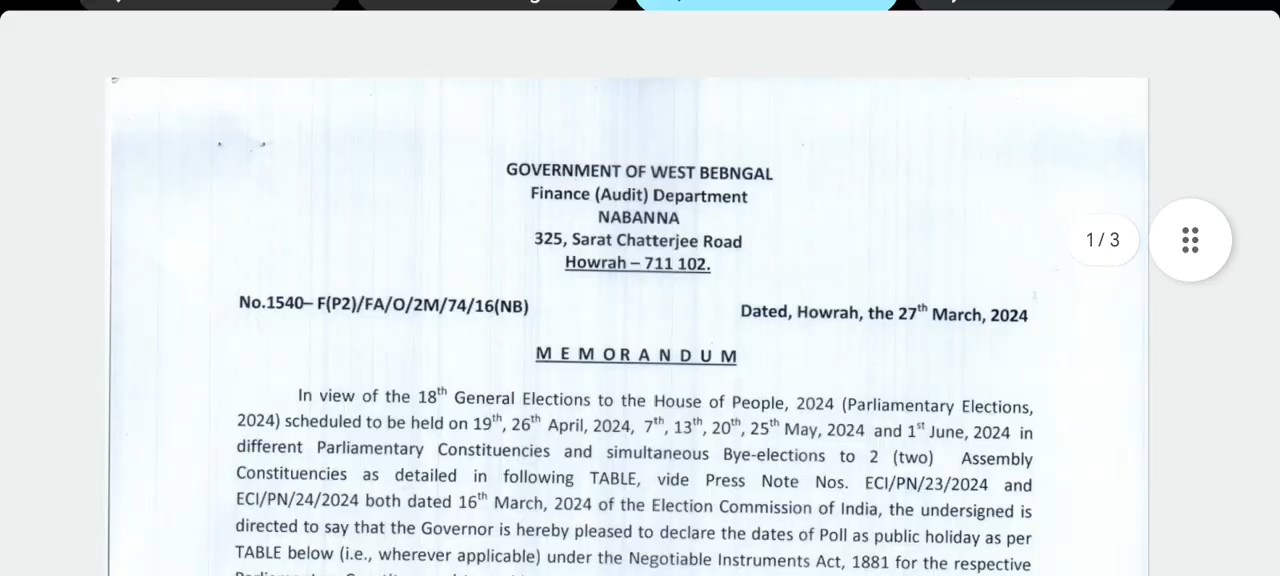 GOVERNMENT OF WEST BEBNGAL
Finance (Audit) Department
NABANNA
325, Sarat Chatterjee Road
Howrah – 711 102.
1 / 3
No.1540– F(P2)/FA/O/2M/74/16(NB)
Dated, Howrah, the 27th March, 2024
M E M O R A N D U M
In view of the 18th General Elections to the House of People, 2024 (Parliamentary Elections,
2024) scheduled to be held on 19th, 26th April, 2024, 7th, 13th, 20th, 25th May, 2024 and 1st June, 2024 in
different Parliamentary Constituencies and simultaneous Bye-elections to 2 (two) Assembly
Constituencies as detailed in following TABLE, vide Press Note Nos. ECI/PN/23/2024 and
ECI/PN/24/2024 both dated 16th March, 2024 of the Election Commission of India, the undersigned is
directed to say that the Governor is hereby pleased to declare the dates of Poll as public holiday as per
TABLE below (i.e., wherever applicable) under the Negotiable Instruments Act, 1881 for the respective